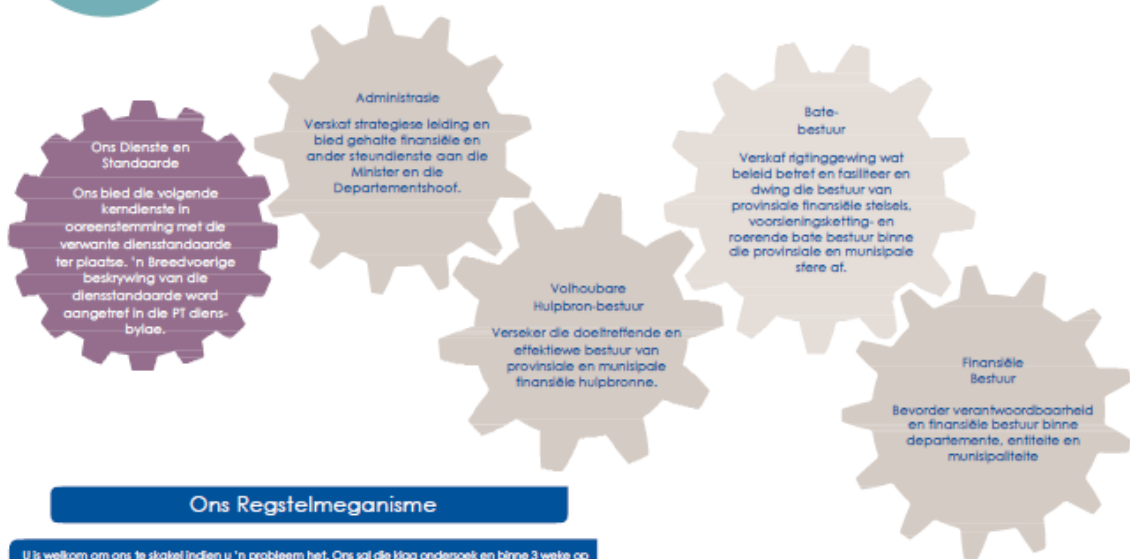 Ons Dienste en
Standaarde
Ons bied die volgende
kerndienste in
ooreenstemming met die
verwante diensstandaarde
ter plaatse. 'n Breedvoerige
beskrywing van die
diensstandaarde word
aangetref in die PT diens-
bylae.
Administrasie
Verskaf strategiese leiding en
bied gehalte finansiële en
ander steundienste aan die
Minister en die
Departementshoof.
Volhoubare
Hulpbron-bestuur
Verseker die doeltreffende en
effektiewe bestuur van
provinsiale en munisipale
finansiële hulpbronne.
Bate-
bestuur
Verskaf rigtinggewing wat
beleid betref en fasiliteer en
dwing die bestuur van
provinsiale finansiële stelsels,
voorsieningsketting- en
roerende bate bestuur binne
die provinsiale en munisipale
sfere af.
Finansiële
Bestuur
Bevorder verantwoordbaarheid
en finansiële bestuur binne
departemente, entiteite en
munisipaliteite
Ons Regstelmeganisme
U is welkom om ons te skakel indien u 'n probleem het. Ons sal die klag ondersoek en binne 3 weke op